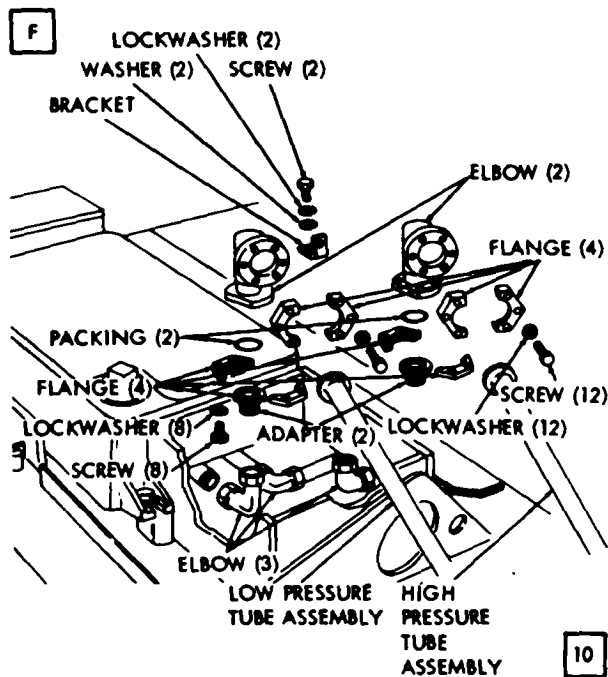 F
LOCKWASHER (2)
WASHER (2) SCREW (2)
BRACKET
ELBOW (2)
FLANGE (4)
PACKING (2)
FLANGE (4)
SCREW (12)
LOCKWASHER (8) ADAPTER (2) LOCKWASHER (12)
SCREW (8)
ELBOW (3)
LOW PRESSURE
TUBE ASSEMBLY
HIGH
PRESSURE
TUBE
ASSEMBLY
10